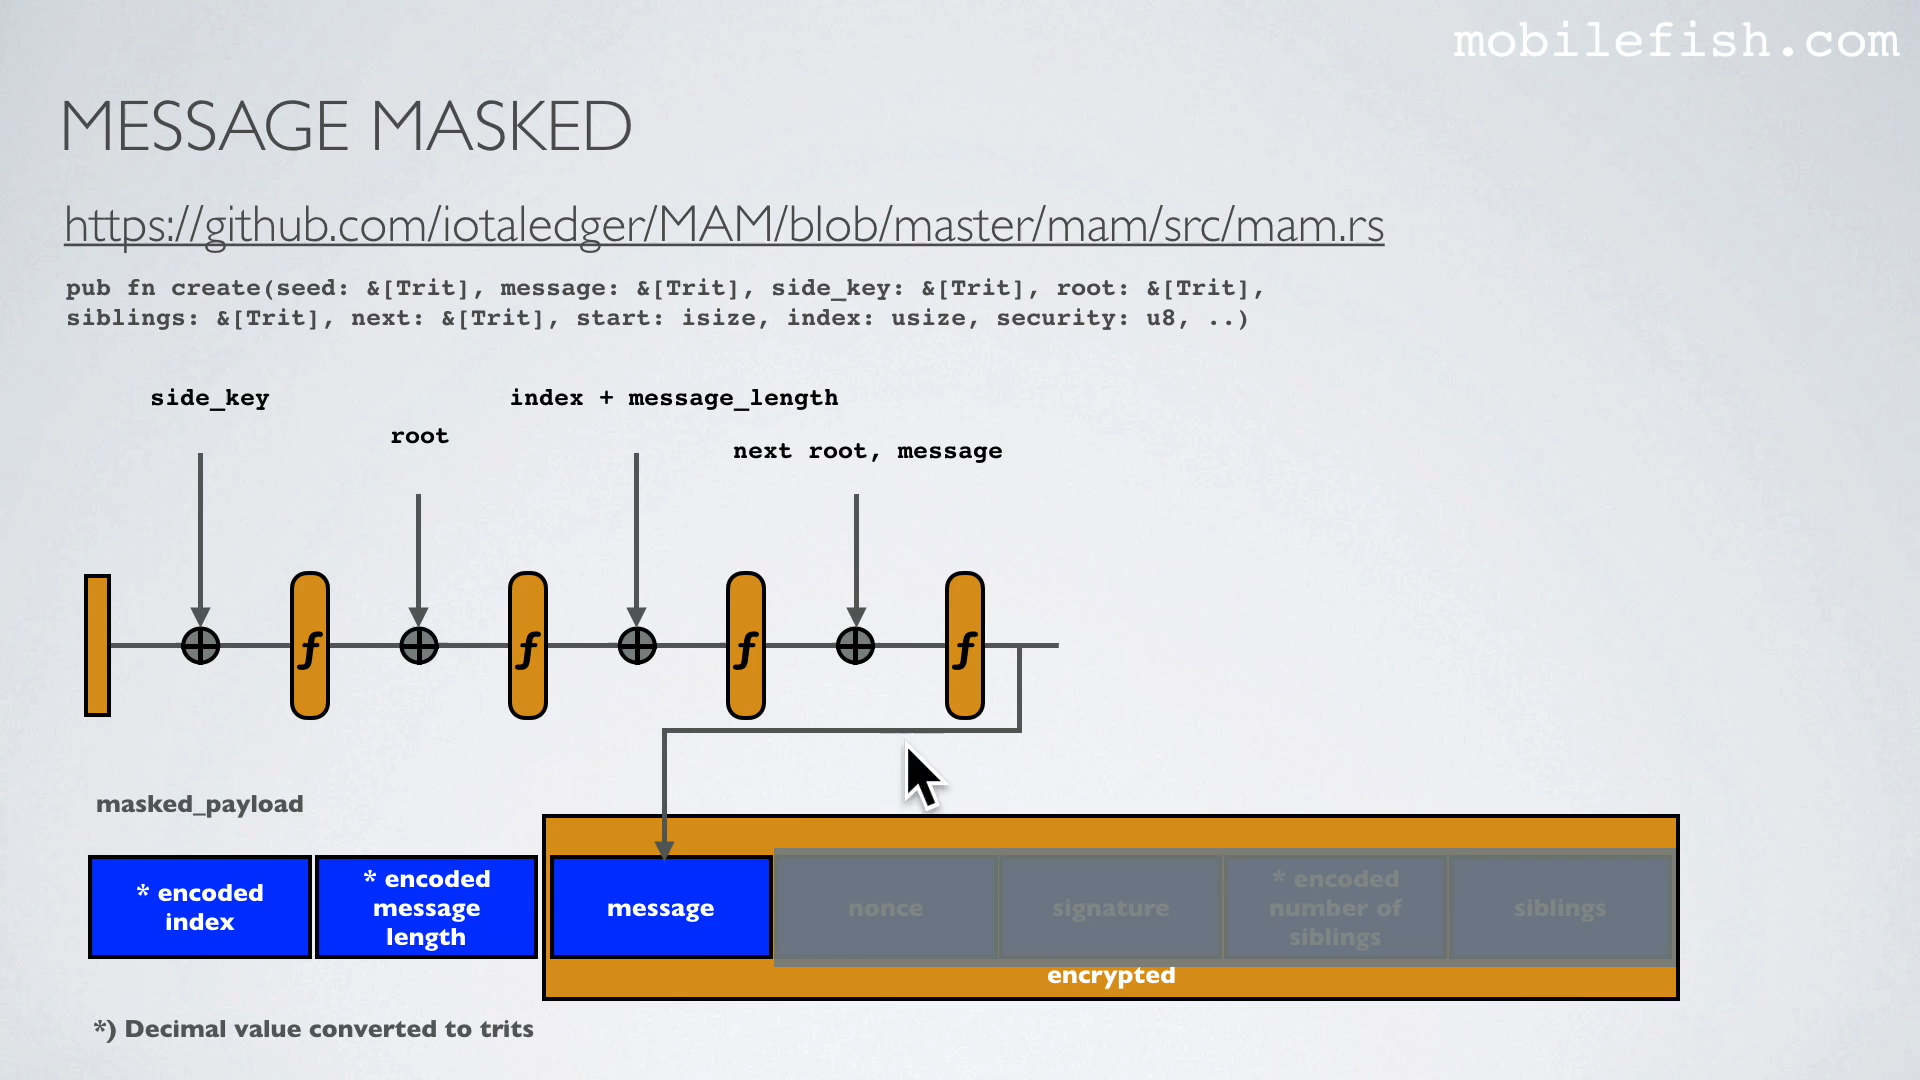 mobilefish.com
MESSAGE MASKED
https://github.com/iotaledger/MAM/blob/master/mam/src/mam.rs
pub fn create(seed: &[Trit], message: &[Trit], side_key: &[Trit], root: &[Trit],
siblings: &[Trit], next: &[Trit], start: isize, index: usize, security: u8, ..)
side_key
index + message_length
root
next root, message
f
f
f
f
masked_payload
* encoded
index
* encoded
message
length
message
nonce
signature
* encoded
number of
siblings
siblings
encrypted
*) Decimal value converted to trits